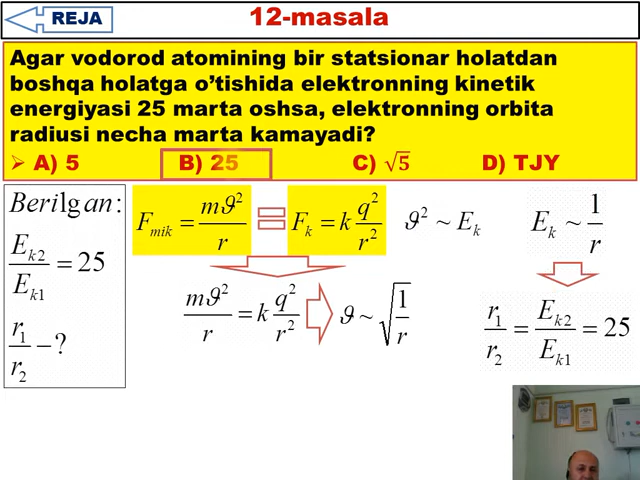 REJA
12-masala
Agar vodorod atomining bir statsionar holatdan
boshqa holatga o’tishida elektronning kinetik
energiyasi 25 marta oshsa, elektronning orbita
radiusi necha marta kamayadi?
➢ A) 5 B) 25 C) √5 D) TJY
Berilgan:
E_k2/E_k1 = 25
r_1/r_2 − ?
F_mik = mϑ²/r = F_k = k q²/r² ϑ² ~ E_k E_k ~ 1/r
mϑ²/r = k q²/r² ϑ ~ √(1/r)
r_1/r_2 = E_k2/E_k1 = 25